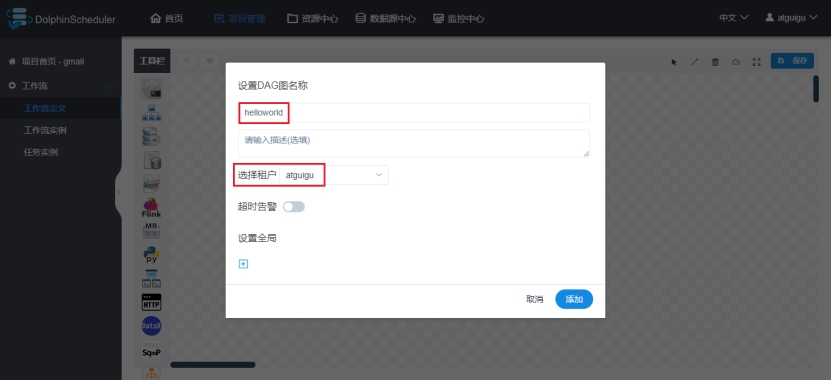 DolphinScheduler
首页
项目管理
资源中心
数据源中心
监控中心
中文
atguigu
项目首页 - gmall
工作流
工作流定义
工作流实例
任务实例
工具栏
保存
Spark
Flink
MR
py
HTTP
DataX
Sqoop
设置DAG图名称
helloworld
请输入描述(选填)
选择租户 atguigu
超时告警
设置全局
取消
添加